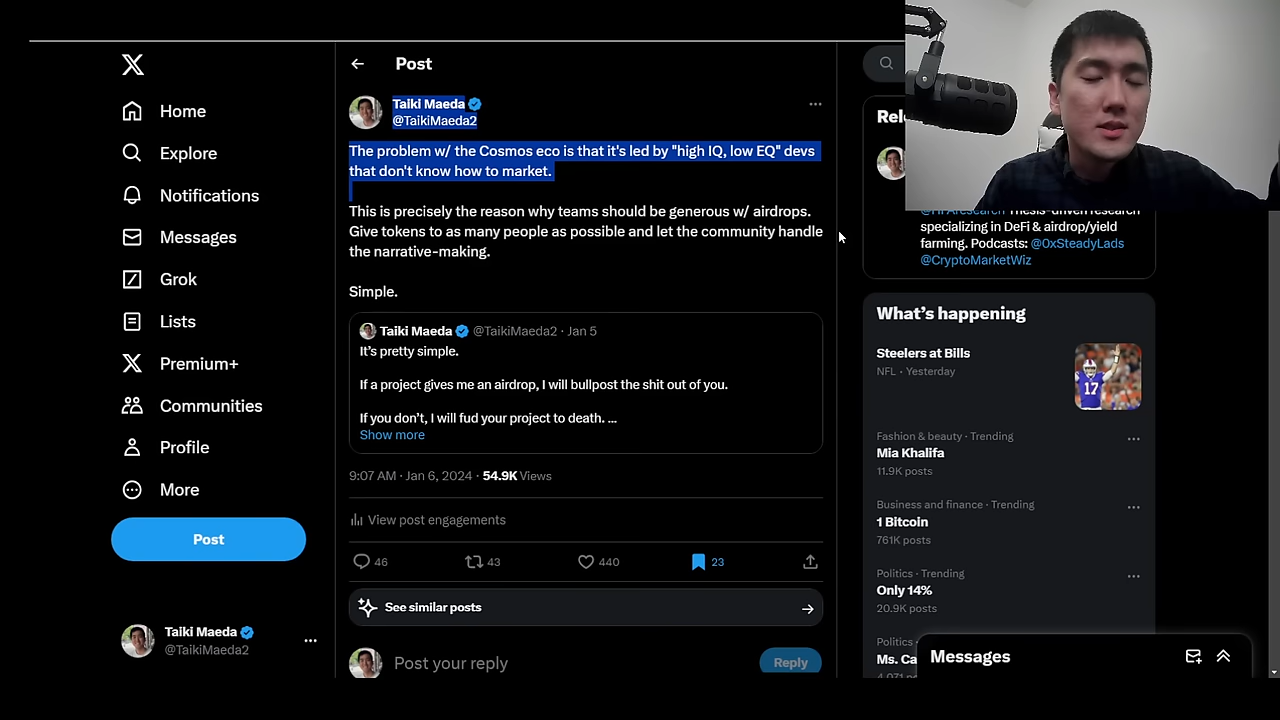 Home
Explore
Notifications
Messages
Grok
Lists
Premium+
Communities
Profile
More
Post
Taiki Maeda
@TaikiMaeda2
Post
Taiki Maeda
@TaikiMaeda2
The problem w/ the Cosmos eco is that it's led by "high IQ, low EQ" devs
that don't know how to market.
This is precisely the reason why teams should be generous w/ airdrops.
Give tokens to as many people as possible and let the community handle
the narrative-making.
Simple.
Taiki Maeda @TaikiMaeda2 · Jan 5
It's pretty simple.
If a project gives me an airdrop, I will bullpost the shit out of you.
If you don't, I will fud your project to death. ...
Show more
9:07 AM · Jan 6, 2024 · 54.9K Views
View post engagements
46 43 440 23
See similar posts
Post your reply
Reply
Rel
Thesis-driven research
specializing in DeFi & airdrop/yield
farming. Podcasts: @0xSteadyLads
@CryptoMarketWiz
What's happening
Steelers at Bills
NFL · Yesterday
Fashion & beauty · Trending
Mia Khalifa
11.9K posts
Business and finance · Trending
1 Bitcoin
761K posts
Politics · Trending
Only 14%
20.9K posts
Politics
Ms. Ca
Messages